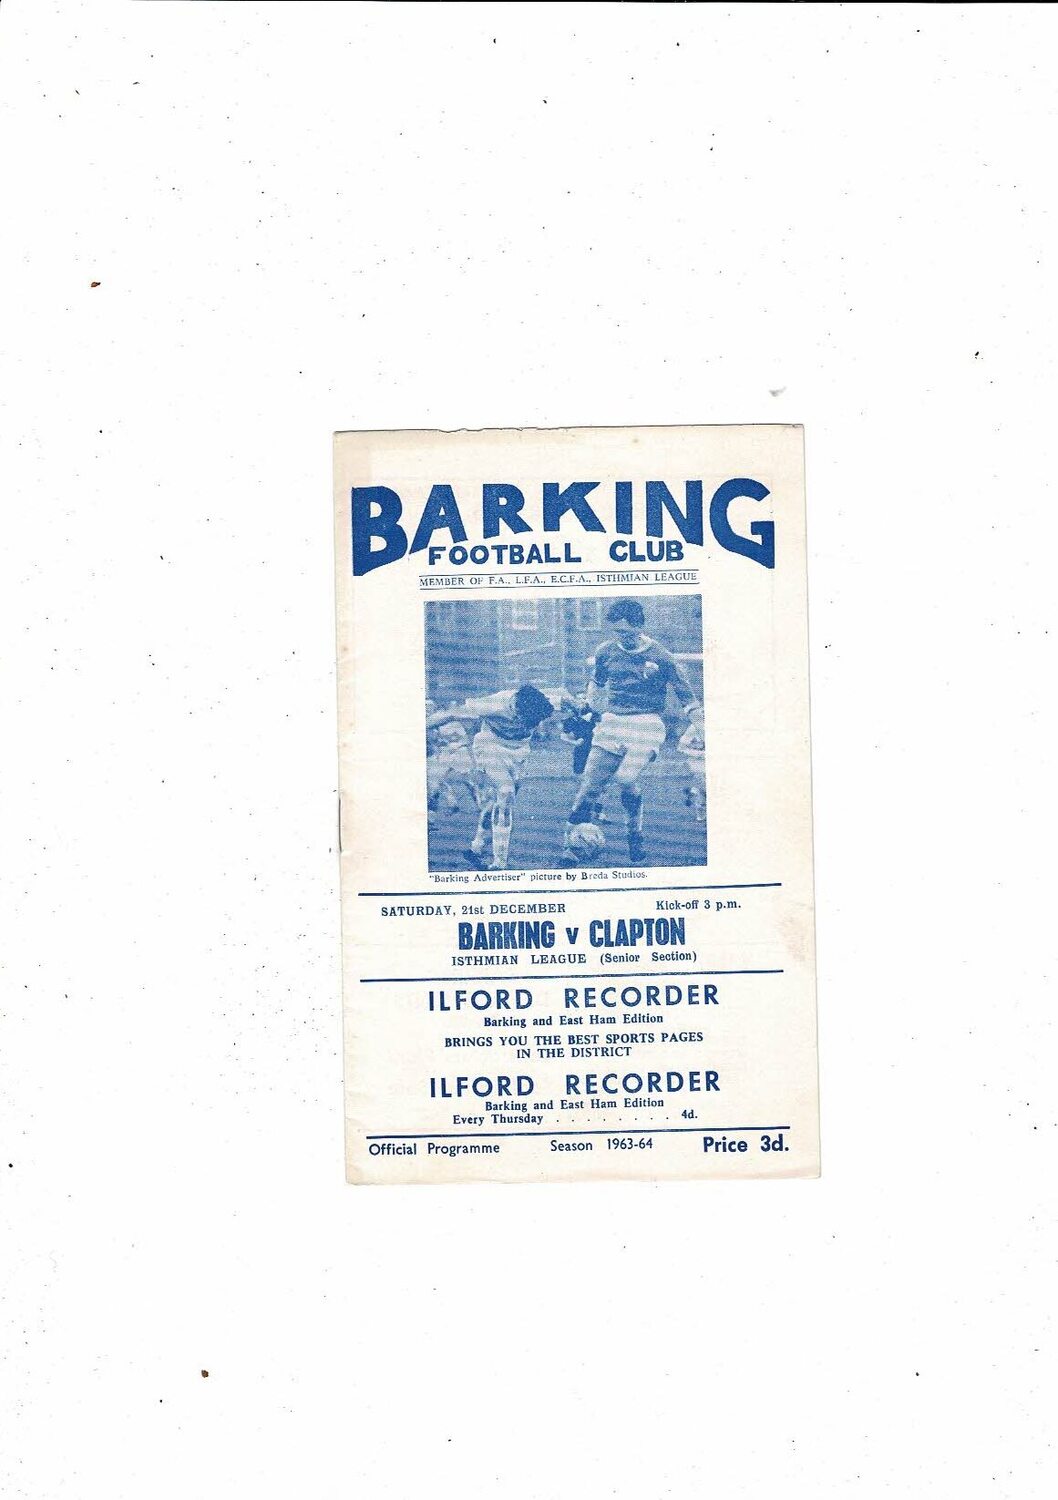 BARKING
FOOTBALL CLUB
MEMBER OF F.A., L.F.A., E.C.F.A., ISTHMIAN LEAGUE
"Barking Advertiser" picture by Breda Studios.
SATURDAY, 21st DECEMBER Kick-off 3 p.m.
BARKING v CLAPTON
ISTHMIAN LEAGUE (Senior Section)
ILFORD RECORDER
Barking and East Ham Edition
BRINGS YOU THE BEST SPORTS PAGES
IN THE DISTRICT
ILFORD RECORDER
Barking and East Ham Edition
Every Thursday . . . . . . . . 4d.
Official Programme Season 1963-64 Price 3d.